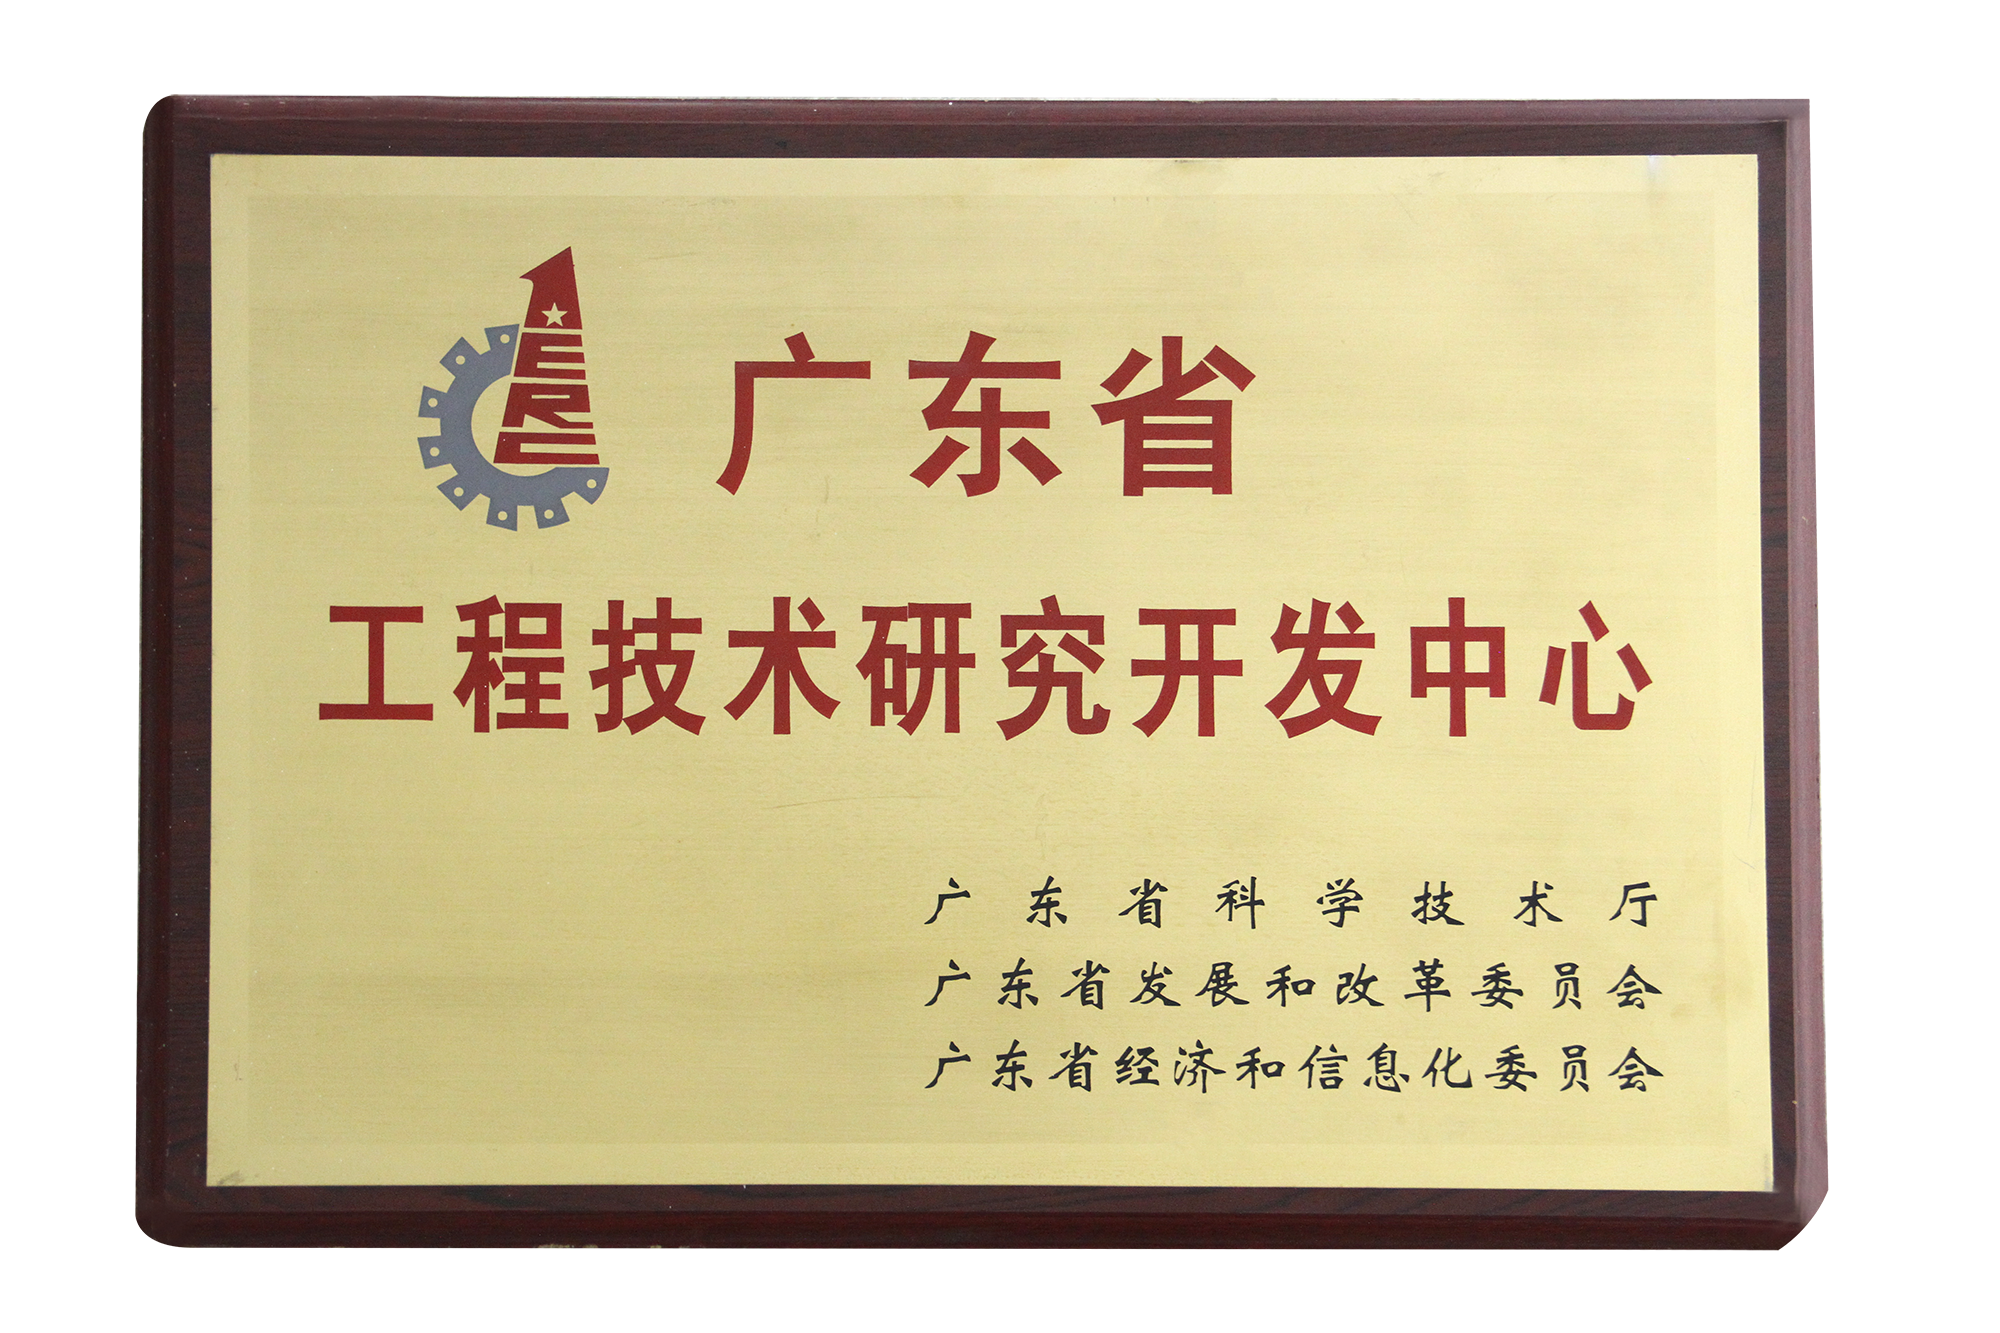 ERC
广东省
工程技术研究开发中心
广东省科学技术厅
广东省发展和改革委员会
广东省经济和信息化委员会